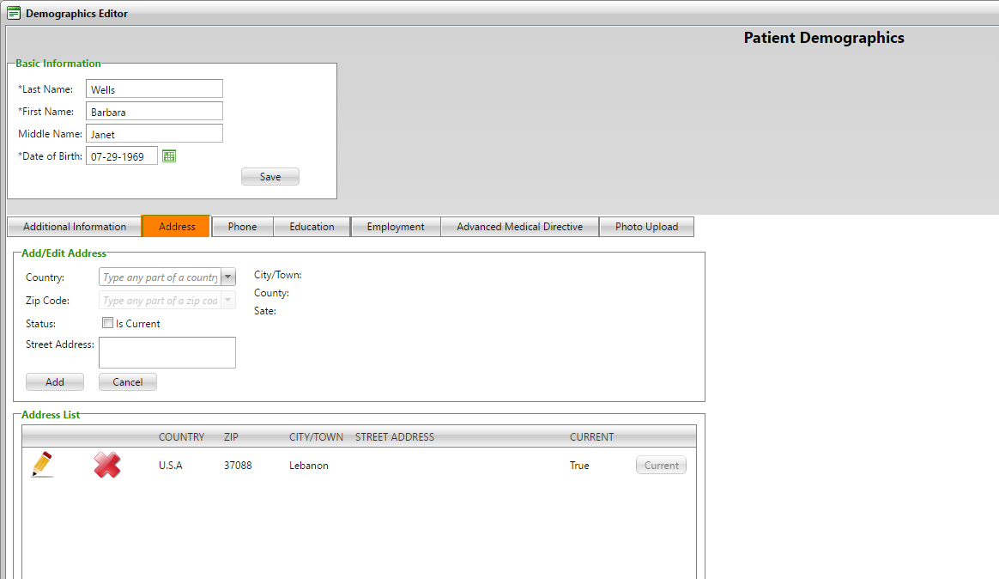 Demographics Editor
Patient Demographics
Basic Information
*Last Name: Wells
*First Name: Barbara
Middle Name: Janet
*Date of Birth: 07-29-1969
Save
Additional Information Address Phone Education Employment Advanced Medical Directive Photo Upload
Add/Edit Address
Country: Type any part of a country City/Town:
Zip Code: Type any part of a zip cod County:
Sate:
Status: Is Current
Street Address:
Add Cancel
Address List
COUNTRY ZIP CITY/TOWN STREET ADDRESS CURRENT
U.S.A 37088 Lebanon True Current